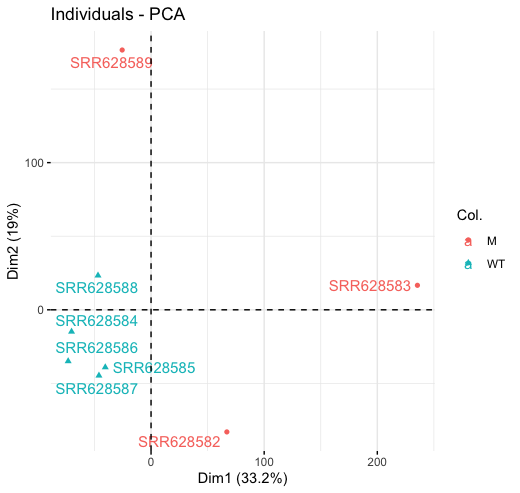 Individuals - PCA
SRR628589
100
Dim2 (19%)
Col.
M
WT
SRR628588
SRR628583
0
SRR628584
SRR628586
SRR628585
SRR628587
SRR628582
0
100
200
Dim1 (33.2%)